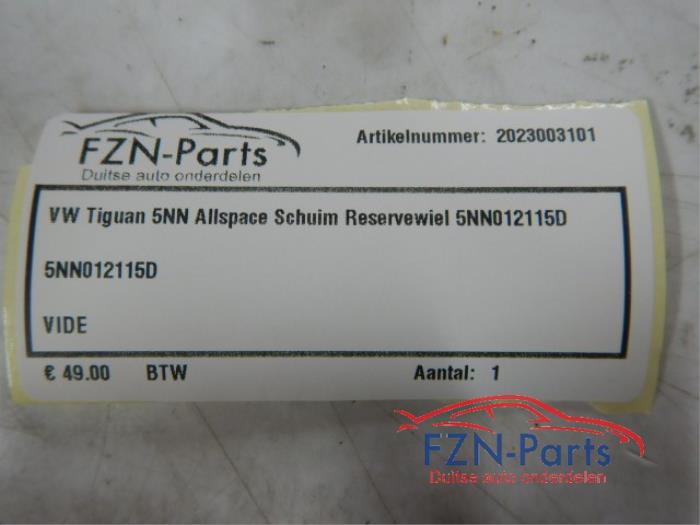 FZN-Parts
Duitse auto onderdelen
Artikelnummer: 2023003101
VW Tiguan 5NN Allspace Schuim Reservewiel 5NN012115D
5NN012115D
VIDE
€ 49.00 BTW Aantal: 1
FZN-Parts
Duitse auto onderdelen